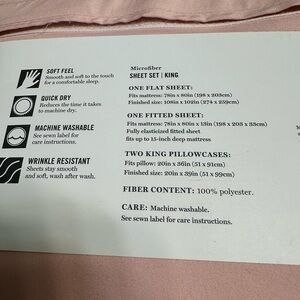 SOFT FEEL
Smooth and soft to the touch
for a comfortable sleep.
QUICK DRY
Reduces the time it takes
to machine dry.
MACHINE WASHABLE
See sewn label for
care instructions.
WRINKLE RESISTANT
Sheets stay smooth
and soft, wash after wash.
Microfiber
SHEET SET | KING
ONE FLAT SHEET:
Fits mattress: 78in x 80in (198 x 203cm)
Finished size: 108in x 102in (274 x 259cm)
ONE FITTED SHEET:
Fits mattress: 78in x 80in x 13in (198 x 203 x 33cm)
Fully elasticized fitted sheet
fits up to 15-inch deep mattress
TWO KING PILLOWCASES:
Fits pillow: 20in x 36in (51 x 91cm)
Finished size: 20in x 39in (51 x 99cm)
FIBER CONTENT: 100% polyester.
CARE: Machine washable.
See sewn label for care instructions.